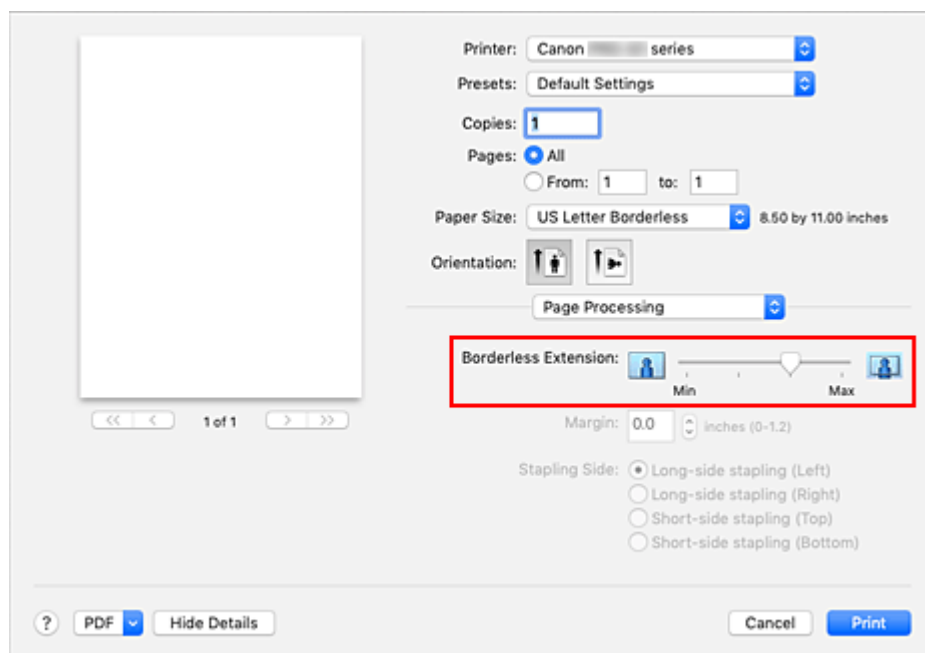 Printer: Canon series
Presets: Default Settings
Copies: 1
Pages: All
From: 1 to: 1
Paper Size: US Letter Borderless 8.50 by 11.00 inches
Orientation:
Page Processing
Borderless Extension:
Min Max
1 of 1
Margin: 0.0 inches (0-1.2)
Stapling Side: Long-side stapling (Left)
Long-side stapling (Right)
Short-side stapling (Top)
Short-side stapling (Bottom)
? PDF Hide Details Cancel Print